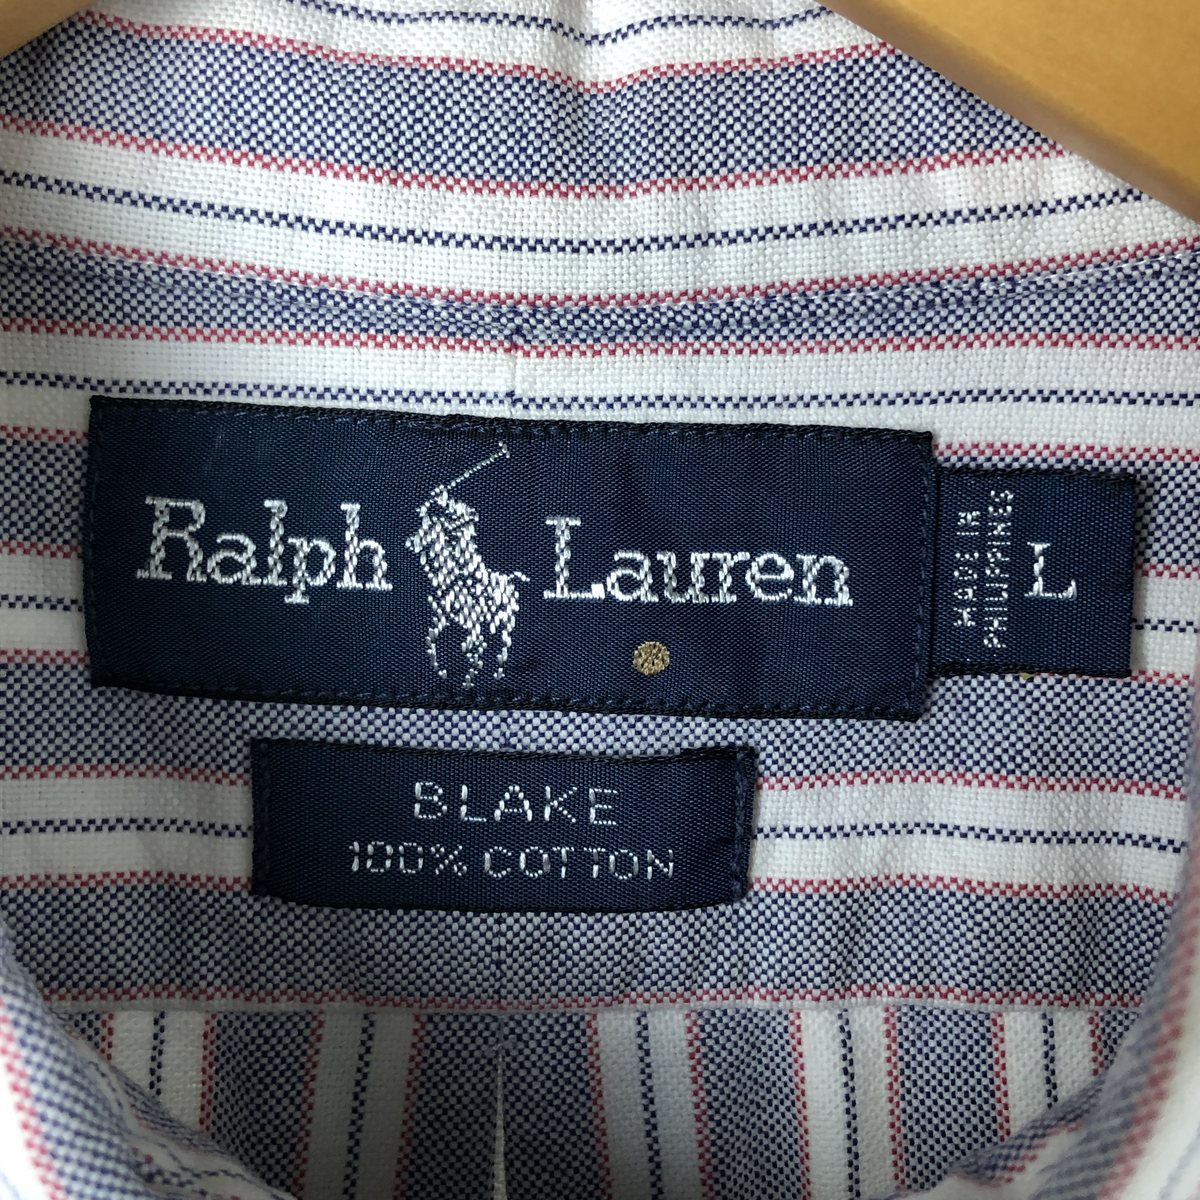 Ralph Lauren
MADE IN
PHILIPPINES
L
BLAKE
100% COTTON